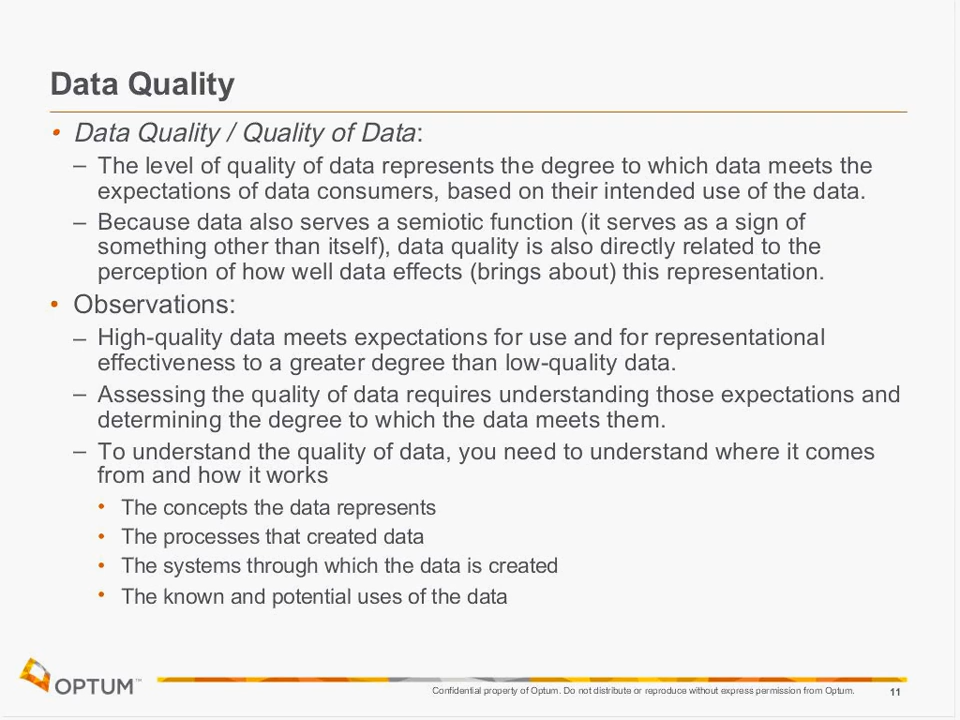 Data Quality
• Data Quality / Quality of Data:
– The level of quality of data represents the degree to which data meets the
expectations of data consumers, based on their intended use of the data.
– Because data also serves a semiotic function (it serves as a sign of
something other than itself), data quality is also directly related to the
perception of how well data effects (brings about) this representation.
• Observations:
– High-quality data meets expectations for use and for representational
effectiveness to a greater degree than low-quality data.
– Assessing the quality of data requires understanding those expectations and
determining the degree to which the data meets them.
– To understand the quality of data, you need to understand where it comes
from and how it works
• The concepts the data represents
• The processes that created data
• The systems through which the data is created
• The known and potential uses of the data
OPTUM™
Confidential property of Optum. Do not distribute or reproduce without express permission from Optum.
11